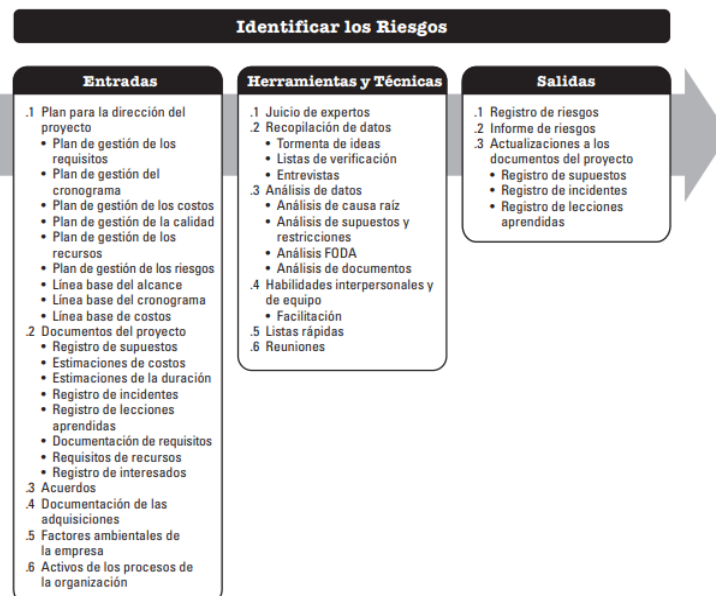 Identificar los Riesgos
Entradas
.1 Plan para la dirección del
proyecto
• Plan de gestión de los
requisitos
• Plan de gestión del
cronograma
• Plan de gestión de los costos
• Plan de gestión de la calidad
• Plan de gestión de los
recursos
• Plan de gestión de los riesgos
• Línea base del alcance
• Línea base del cronograma
• Línea base de costos
.2 Documentos del proyecto
• Registro de supuestos
• Estimaciones de costos
• Estimaciones de la duración
• Registro de incidentes
• Registro de lecciones
aprendidas
• Documentación de requisitos
• Requisitos de recursos
• Registro de interesados
.3 Acuerdos
.4 Documentación de las
adquisiciones
.5 Factores ambientales de
la empresa
.6 Activos de los procesos de
la organización
Herramientas y Técnicas
.1 Juicio de expertos
.2 Recopilación de datos
• Tormenta de ideas
• Listas de verificación
• Entrevistas
.3 Análisis de datos
• Análisis de causa raíz
• Análisis de supuestos y
restricciones
• Análisis FODA
• Análisis de documentos
.4 Habilidades interpersonales y
de equipo
• Facilitación
.5 Listas rápidas
.6 Reuniones
Salidas
.1 Registro de riesgos
.2 Informe de riesgos
.3 Actualizaciones a los
documentos del proyecto
• Registro de supuestos
• Registro de incidentes
• Registro de lecciones
aprendidas